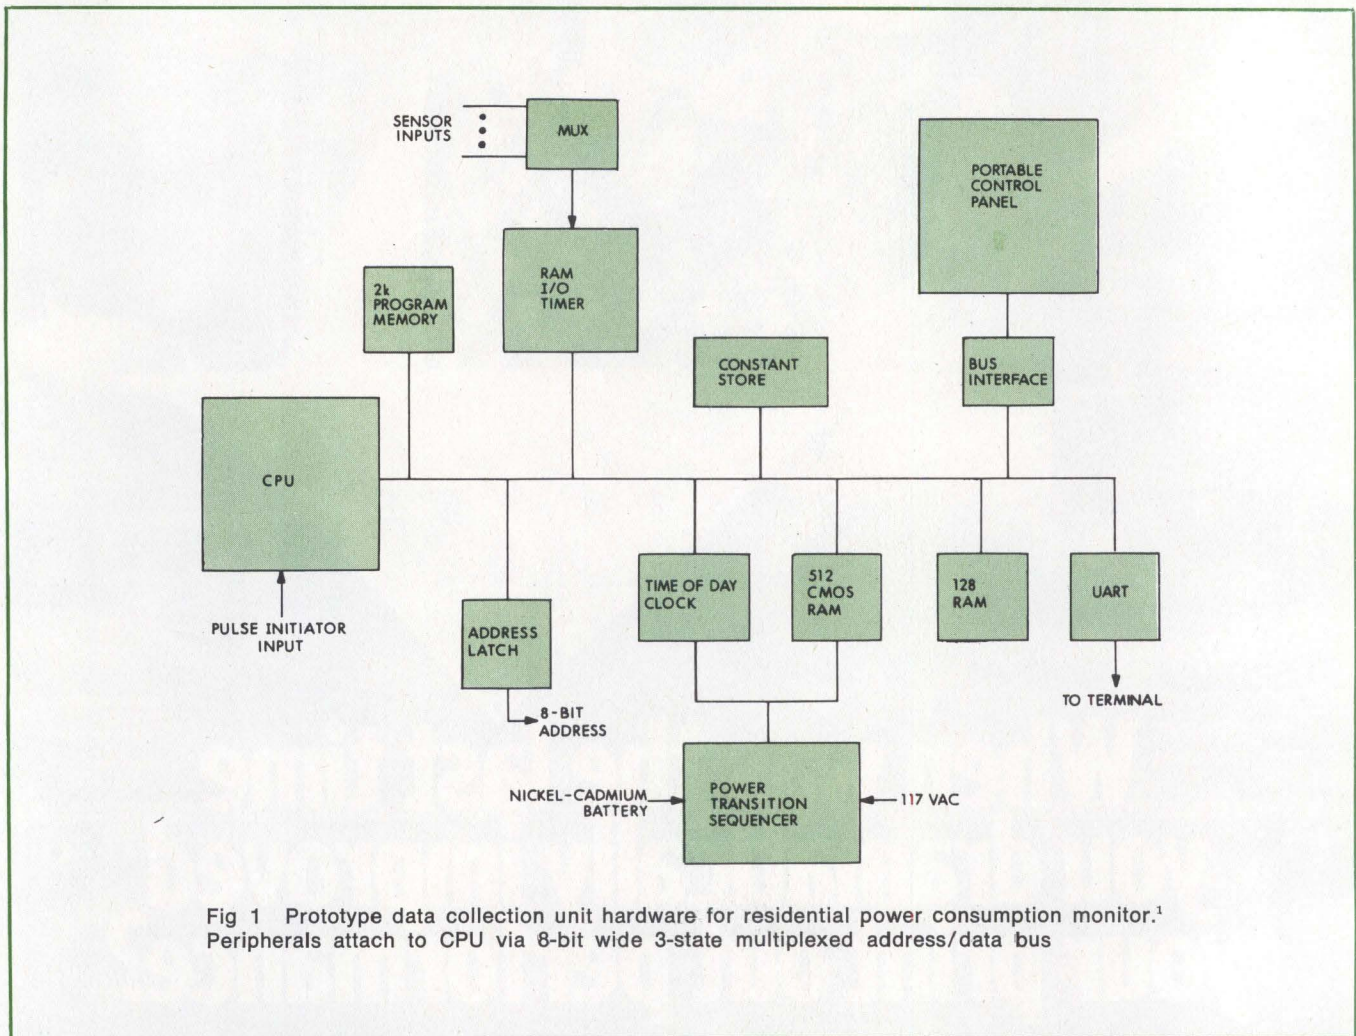 SENSOR
INPUTS
MUX
PORTABLE
CONTROL
PANEL
RAM
I/O
TIMER
2k
PROGRAM
MEMORY
CONSTANT
STORE
BUS
INTERFACE
CPU
PULSE INITIATOR
INPUT
ADDRESS
LATCH
8-BIT
ADDRESS
TIME OF DAY
CLOCK
512
CMOS
RAM
128
RAM
UART
TO TERMINAL
NICKEL-CADMIUM
BATTERY
POWER
TRANSITION
SEQUENCER
117 VAC
Fig 1 Prototype data collection unit hardware for residential power consumption monitor.¹
Peripherals attach to CPU via 8-bit wide 3-state multiplexed address/data bus